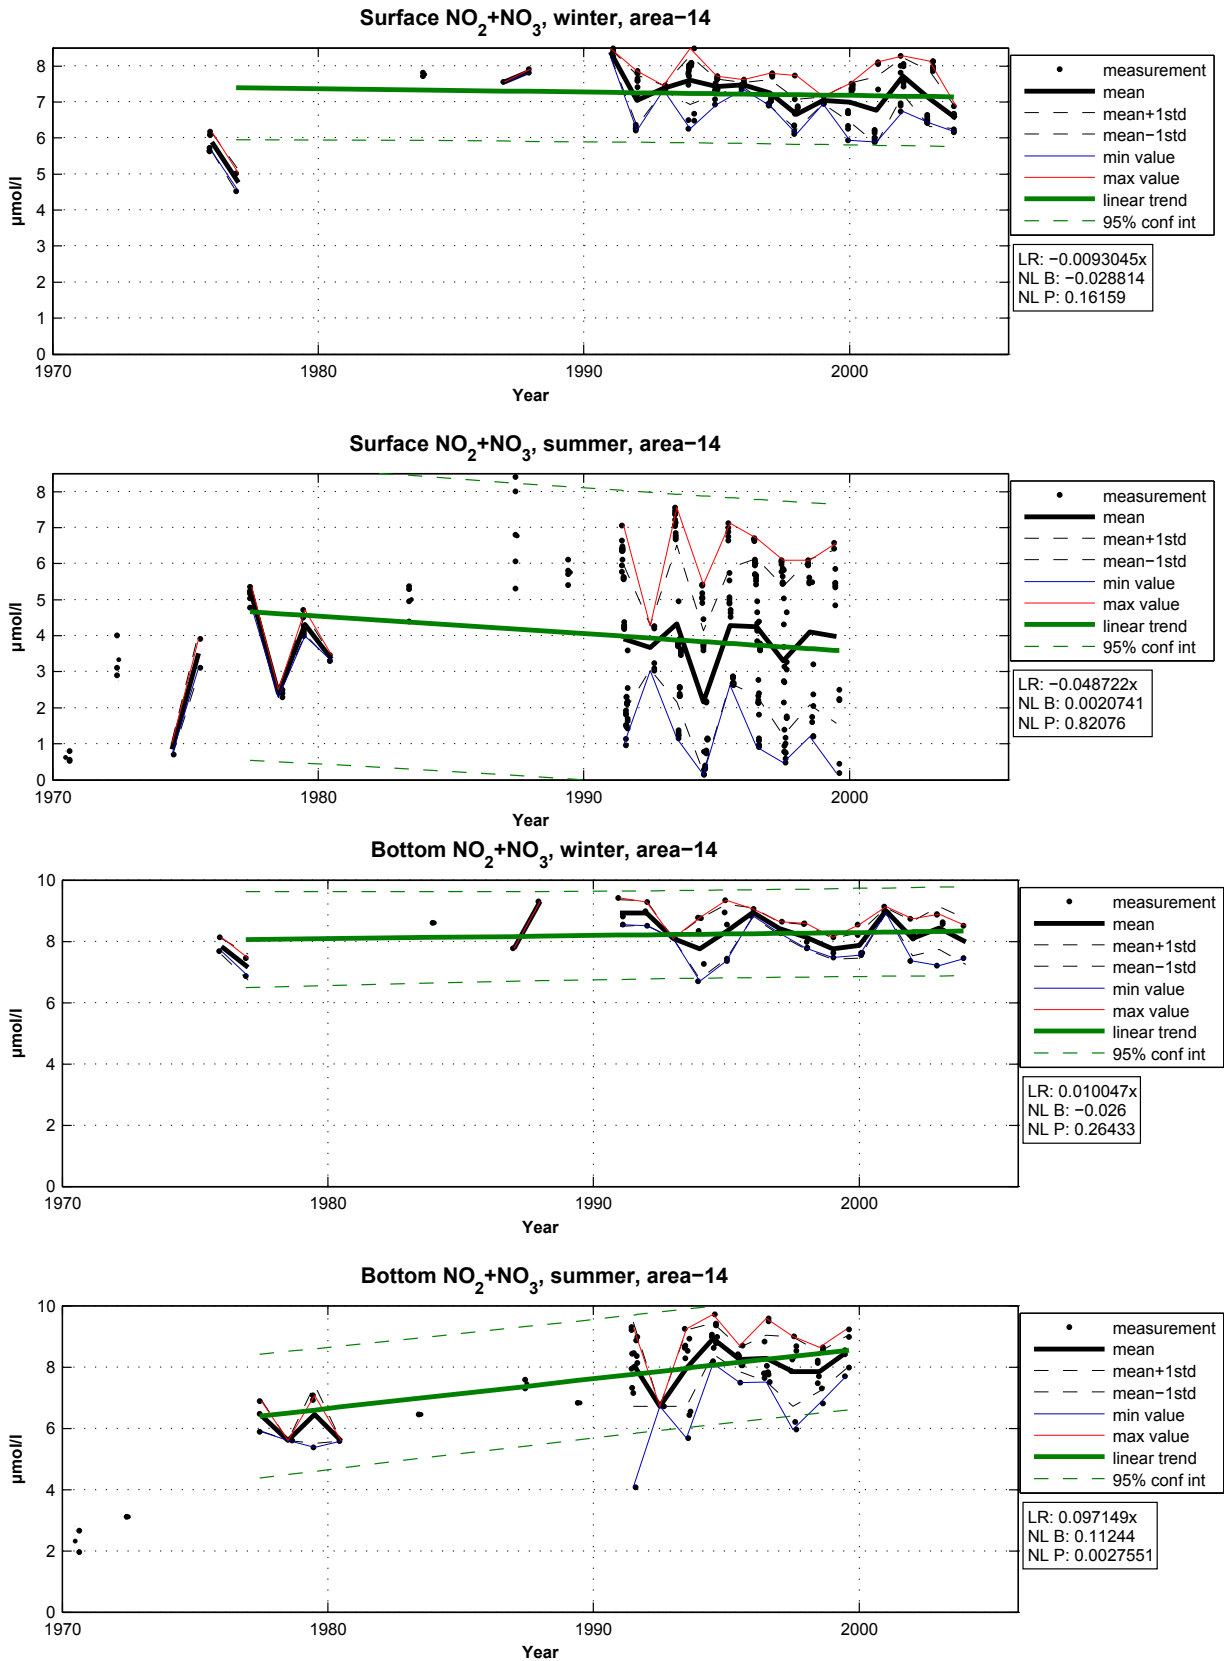 Surface NO2+NO3, winter, area−14
8
7
6
5
4
3
2
1
0
µmol/l
1970
1980
1990
2000
Year
measurement
mean
mean+1std
mean−1std
min value
max value
linear trend
95% conf int
LR: −0.0093045x
NL B: −0.028814
NL P: 0.16159
Surface NO2+NO3, summer, area−14
8
7
6
5
4
3
2
1
0
µmol/l
1970
1980
1990
2000
Year
measurement
mean
mean+1std
mean−1std
min value
max value
linear trend
95% conf int
LR: −0.048722x
NL B: 0.0020741
NL P: 0.82076
Bottom NO2+NO3, winter, area−14
10
8
6
4
2
0
µmol/l
1970
1980
1990
2000
Year
measurement
mean
mean+1std
mean−1std
min value
max value
linear trend
95% conf int
LR: 0.010047x
NL B: −0.026
NL P: 0.26433
Bottom NO2+NO3, summer, area−14
10
8
6
4
2
0
µmol/l
1970
1980
1990
2000
Year
measurement
mean
mean+1std
mean−1std
min value
max value
linear trend
95% conf int
LR: 0.097149x
NL B: 0.11244
NL P: 0.0027551